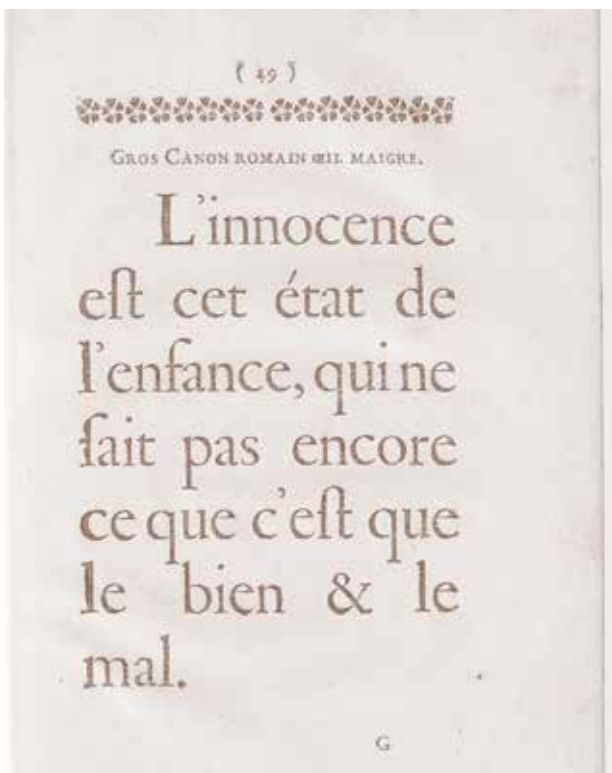 ( 49 )
GROS CANON ROMAIN ŒIL MAIGRE.
L'innocence
eſt cet état de
l'enfance, qui ne
ſait pas encore
ce que c'eſt que
le bien & le
mal.
G